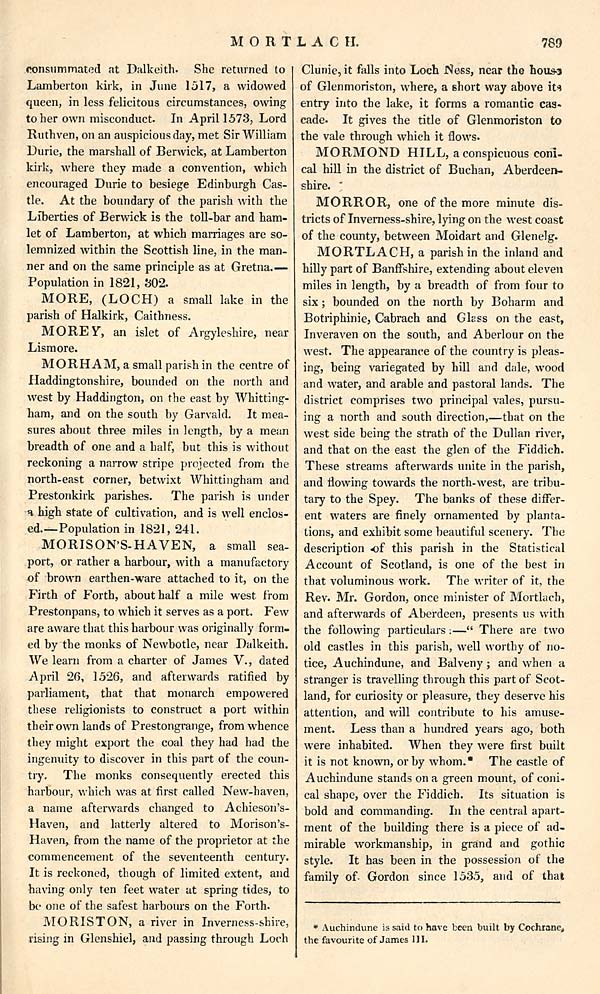 MORTLACH.
789
consummated at Dalkeith. She returned to
Lamberton kirk, in June 1517, a widowed
queen, in less felicitous circumstances, owing
to her own misconduct. In April 1573, Lord
Ruthven, on an auspicious day, met Sir William
Durie, the marshall of Berwick, at Lamberton
kirk, where they made a convention, which
encouraged Durie to besiege Edinburgh Cas-
tle. At the boundary of the parish with the
Liberties of Berwick is the toll-bar and ham-
let of Lamberton, at which marriages are so-
lemnized within the Scottish line, in the man-
ner and on the same principle as at Gretna.—
Population in 1821, 302.
MORE, (LOCH) a small lake in the
parish of Halkirk, Caithness.
MOREY, an islet of Argyleshire, near
Lismore.
MORHAM, a small parish in the centre of
Haddingtonshire, bounded on the north and
west by Haddington, on the east by Whitting-
ham, and on the south by Garvald. It mea-
sures about three miles in length, by a mean
breadth of one and a half, but this is without
reckoning a narrow stripe projected from the
north-east corner, betwixt Whittingham and
Prestonkirk parishes. The parish is under
a high state of cultivation, and is well enclos-
ed.—Population in 1821, 241.
MORISON'S-HAVEN, a small sea-
port, or rather a harbour, with a manufactory
of brown earthen-ware attached to it, on the
Firth of Forth, about half a mile west from
Prestonpans, to which it serves as a port. Few
are aware that this harbour was originally form-
ed by the monks of Newbotle, near Dalkeith.
We learn from a charter of James V., dated
April 26, 1526, and afterwards ratified by
parliament, that that monarch empowered
these religionists to construct a port within
their own lands of Prestongrange, from whence
they might export the coal they had had the
ingenuity to discover in this part of the coun-
try. The monks consequently erected this
harbour, which was at first called New-haven,
a name afterwards changed to Achieson's-
Haven, and latterly altered to Morison's-
Haven, from the name of the proprietor at the
commencement of the seventeenth century.
It is reckoned, though of limited extent, and
having only ten feet water at spring tides, to
be one of the safest harbours on the Forth.
MORISTON, a river in Inverness-shire,
rising in Glenshiel, and passing through Loch
Clunie, it falls into Loch Ness, near the house
of Glenmoriston, where, a short way above its
entry into the lake, it forms a romantic cas-
cade. It gives the title of Glenmoriston to
the vale through which it flows.
MORMOND HILL, a conspicuous coni-
cal hill in the district of Buchan, Aberdeen-
shire.
MORROR, one of the more minute dis-
tricts of Inverness-shire, lying on the west coast
of the county, between Moidart and Glenelg.
MORTLACH, a parish in the inland and
hilly part of Banffshire, extending about eleven
miles in length, by a breadth of from four to
six; bounded on the north by Boharm and
Botriphinie, Cabrach and Glass on the east,
Inveraven on the south, and Aberlour on the
west. The appearance of the country is pleas-
ing, being variegated by hill and dale, wood
and water, and arable and pastoral lands. The
district comprises two principal vales, pursu-
ing a north and south direction,—that on the
west side being the strath of the Dullan river,
and that on the east the glen of the Fiddich.
These streams afterwards unite in the parish,
and flowing towards the north-west, are tribu-
tary to the Spey. The banks of these differ-
ent waters are finely ornamented by planta-
tions, and exhibit some beautiful scenery. The
description of this parish in the Statistical
Account of Scotland, is one of the best in
that voluminous work. The writer of it, the
Rev. Mr. Gordon, once minister of Mortlach,
and afterwards of Aberdeen, presents us with
the following particulars:—" There are two
old castles in this parish, well worthy of no-
tice, Auchindune, and Balveny; and when a
stranger is travelling through this part of Scot-
land, for curiosity or pleasure, they deserve his
attention, and will contribute to his amuse-
ment. Less than a hundred years ago, both
were inhabited. When they were first built
it is not known, or by whom.* The castle of
Auchindune stands on a green mount, of coni-
cal shape, over the Fiddich. Its situation is
bold and commanding. In the central apart-
ment of the building there is a piece of ad-
mirable workmanship, in grand and gothic
style. It has been in the possession of the
family of Gordon since 1535, and of that
* Auchindune is said to have been built by Cochrane,
the favourite of James III.